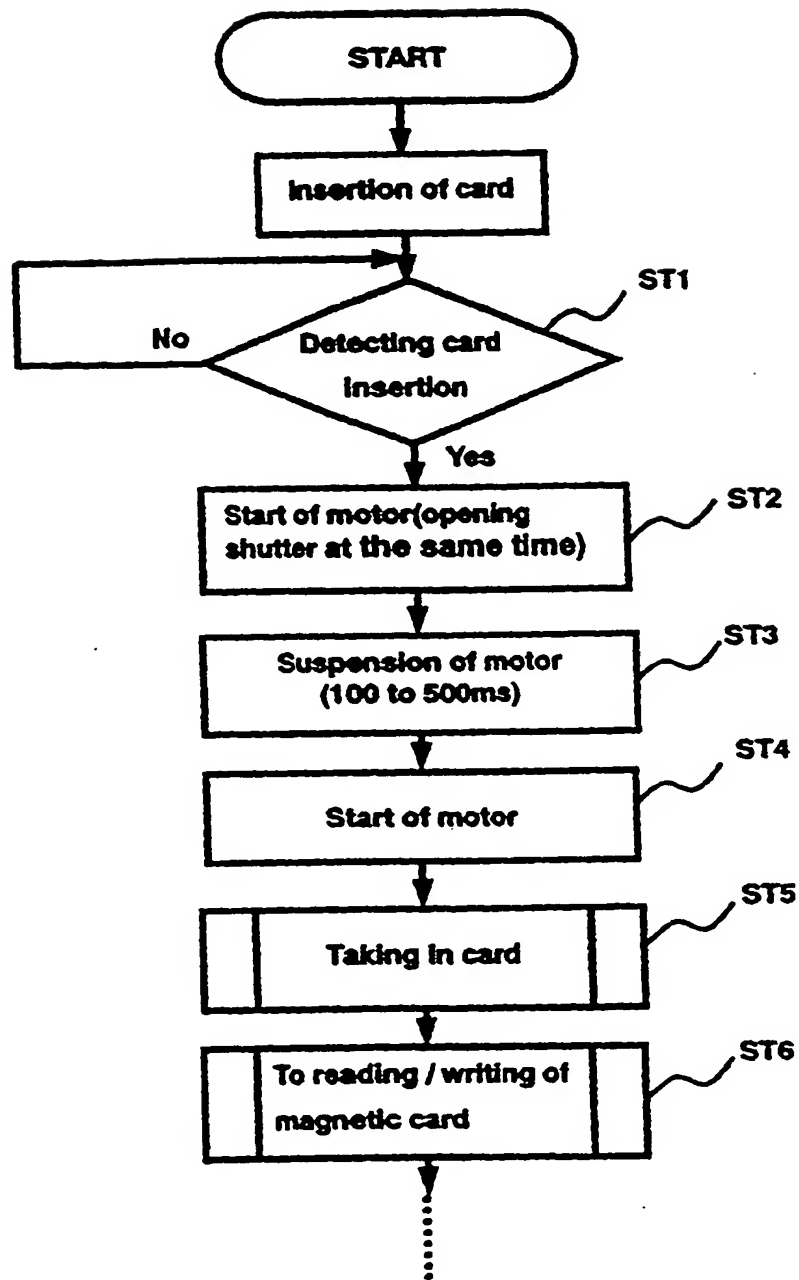 START
Insertion of card
ST1
No
Detecting card
insertion
Yes
Start of motor(opening
shutter at the same time)
ST2
Suspension of motor
(100 to 500ms)
ST3
Start of motor
ST4
Taking in card
ST5
To reading / writing of
magnetic card
ST6